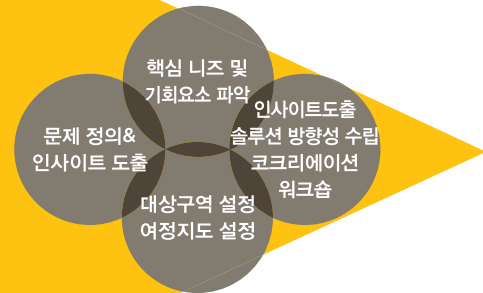 핵심 니즈 및
기회요소 파악
문제 정의&
인사이트 도출
인사이트도출
솔루션 방향성 수립
코크리에이션
워크숍
대상구역 설정
여정지도 설정